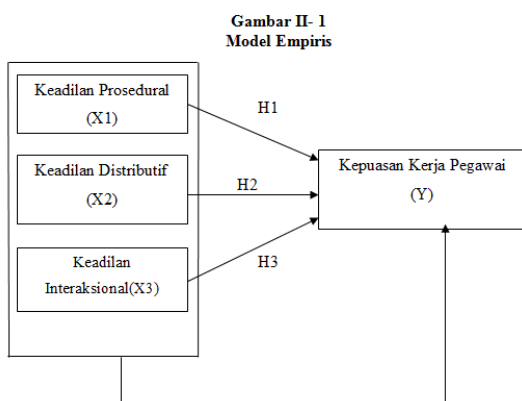 Gambar II- 1
Model Empiris
Keadilan Prosedural
(X1)
H1
Keadilan Distributif
(X2)
H2
Kepuasan Kerja Pegawai
(Y)
Keadilan
Interaksional(X3)
H3